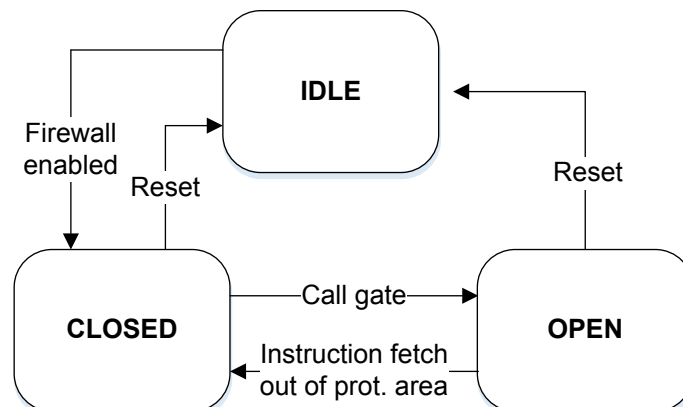 IDLE
Firewall
enabled
Reset
Reset
Call gate
CLOSED
OPEN
Instruction fetch
out of prot. area